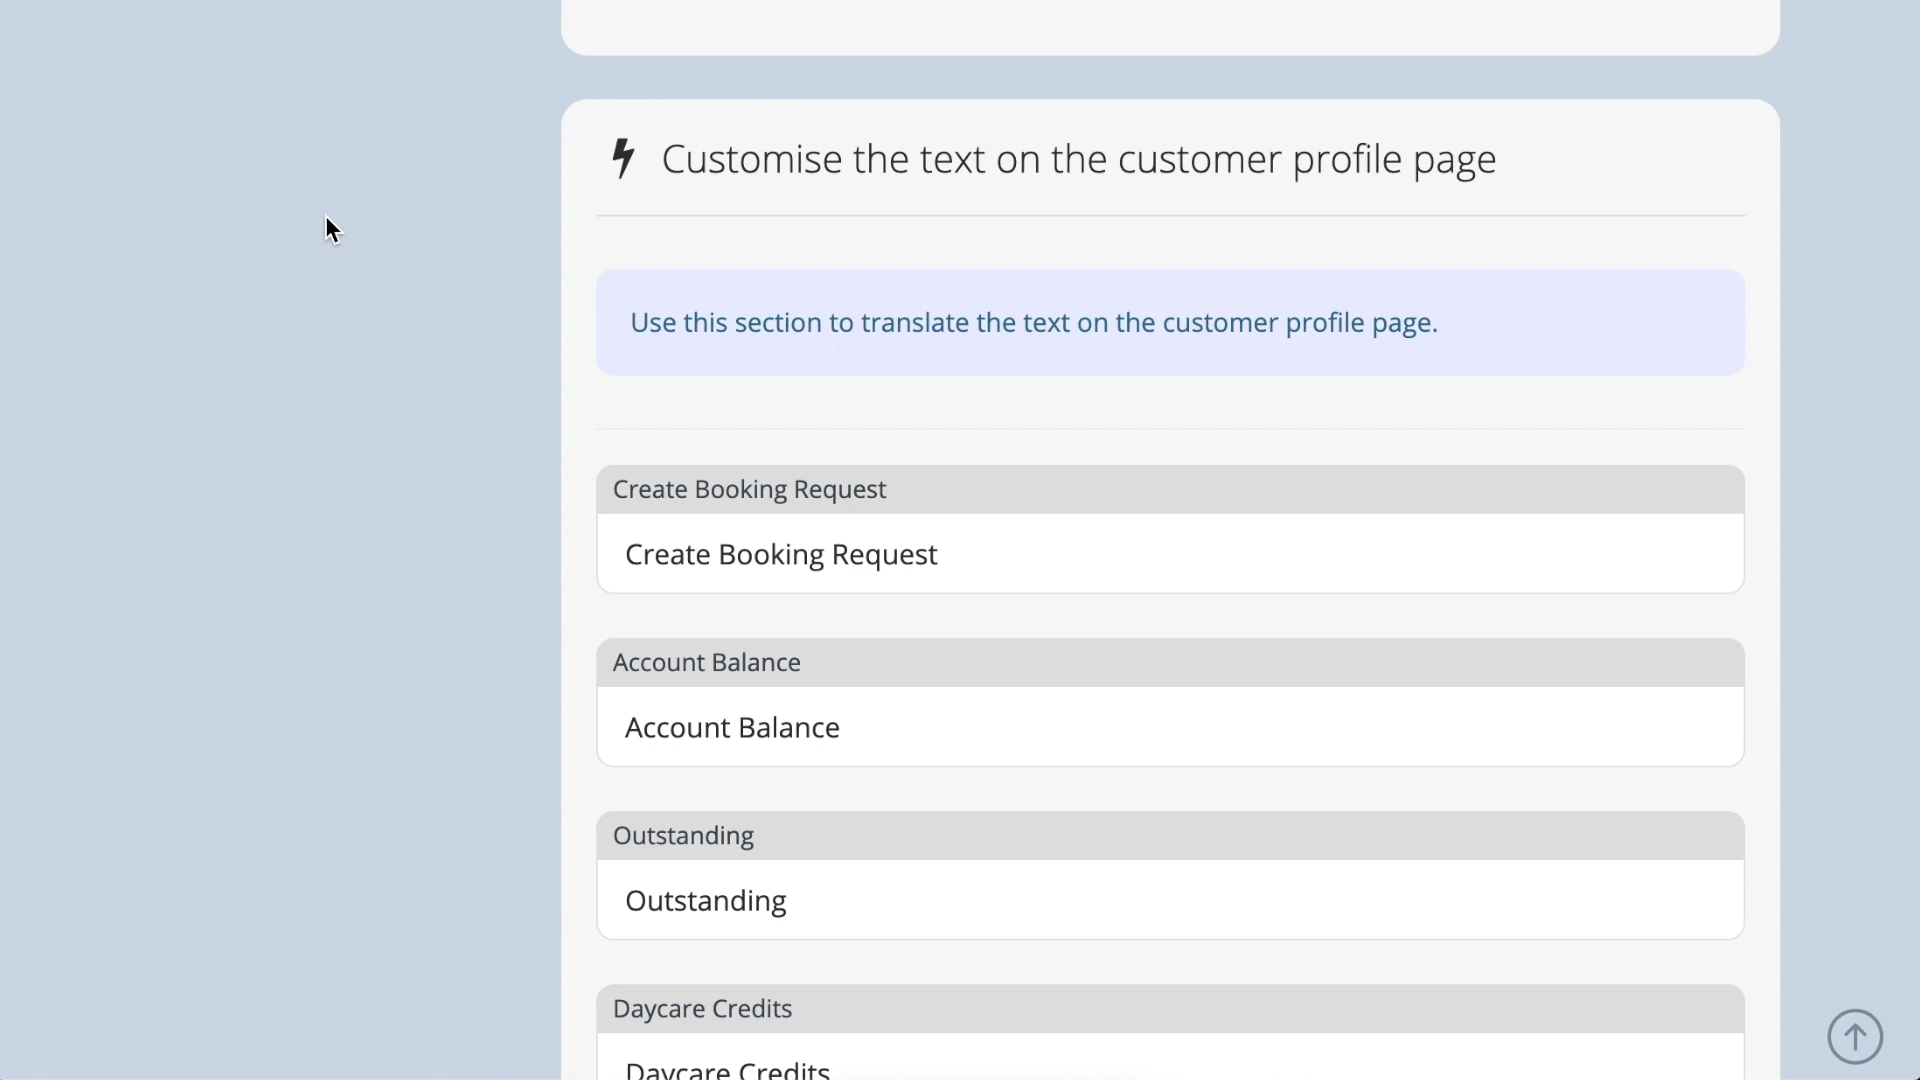 Customise the text on the customer profile page
Use this section to translate the text on the customer profile page.
Create Booking Request
Create Booking Request
Account Balance
Account Balance
Outstanding
Outstanding
Daycare Credits
Daycare Credits